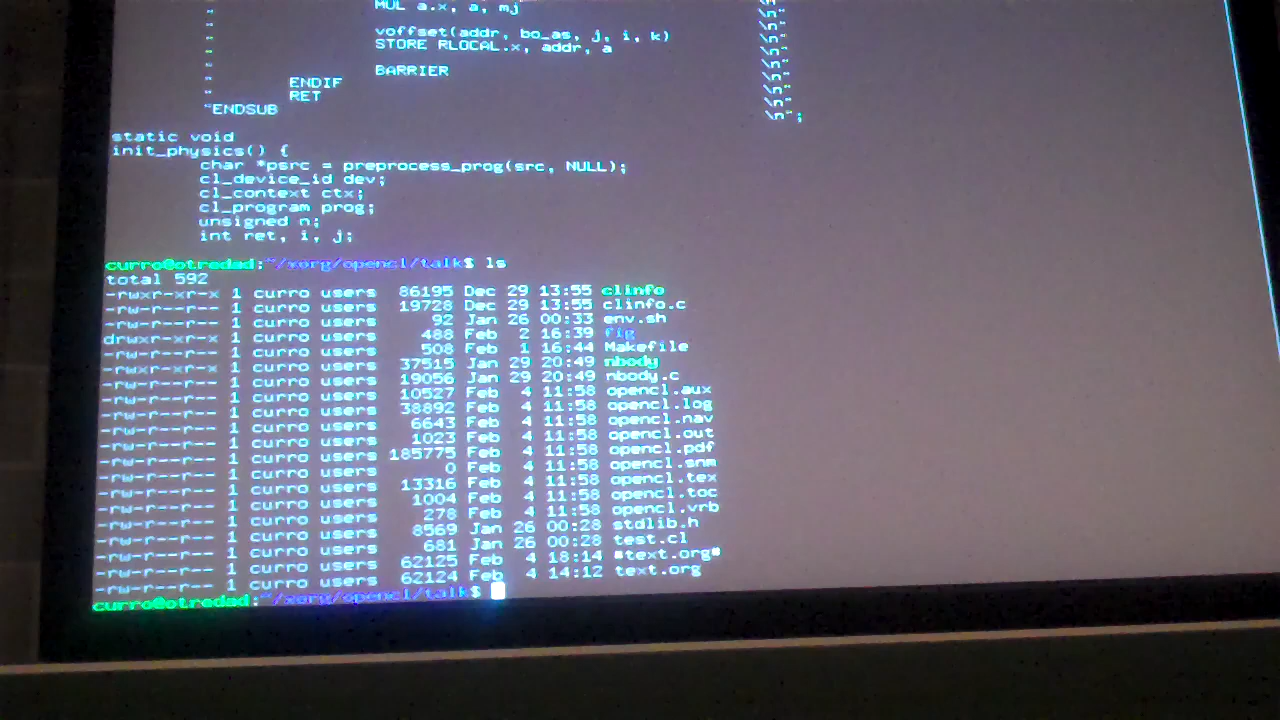 " MUL a.x, a, mj \n"
"
" voffset(addr, bo_as, j, i, k) \n"
" STORE RLOCAL.x, addr, a \n"
"
" BARRIER \n"
" ENDIF \n"
" RET \n"
"ENDSUB \n";
static void
init_physics() {
char *psrc = preprocess_prog(src, NULL);
cl_device_id dev;
cl_context ctx;
cl_program prog;
unsigned n;
int ret, i, j;
curro@otredad:~/xorg/opencl/talk$ ls
total 592
-rwxr-xr-x 1 curro users 86195 Dec 29 13:55 clinfo
-rw-r--r-- 1 curro users 19728 Dec 29 13:55 clinfo.c
-rw-r--r-- 1 curro users 92 Jan 26 00:33 env.sh
drwxr-xr-x 1 curro users 488 Feb 2 16:39 fig
-rw-r--r-- 1 curro users 508 Feb 1 16:44 Makefile
-rwxr-xr-x 1 curro users 37515 Jan 29 20:49 nbody
-rw-r--r-- 1 curro users 19056 Jan 29 20:49 nbody.c
-rw-r--r-- 1 curro users 10527 Feb 4 11:58 opencl.aux
-rw-r--r-- 1 curro users 38892 Feb 4 11:58 opencl.log
-rw-r--r-- 1 curro users 6643 Feb 4 11:58 opencl.nav
-rw-r--r-- 1 curro users 1023 Feb 4 11:58 opencl.out
-rw-r--r-- 1 curro users 185775 Feb 4 11:58 opencl.pdf
-rw-r--r-- 1 curro users 0 Feb 4 11:58 opencl.snm
-rw-r--r-- 1 curro users 13316 Feb 4 11:58 opencl.tex
-rw-r--r-- 1 curro users 1004 Feb 4 11:58 opencl.toc
-rw-r--r-- 1 curro users 278 Feb 4 11:58 opencl.vrb
-rw-r--r-- 1 curro users 8569 Jan 26 00:28 stdlib.h
-rw-r--r-- 1 curro users 681 Jan 26 00:28 test.cl
-rw-r--r-- 1 curro users 62125 Feb 4 18:14 #text.org#
-rw-r--r-- 1 curro users 62124 Feb 4 14:12 text.org
curro@otredad:~/xorg/opencl/talk$